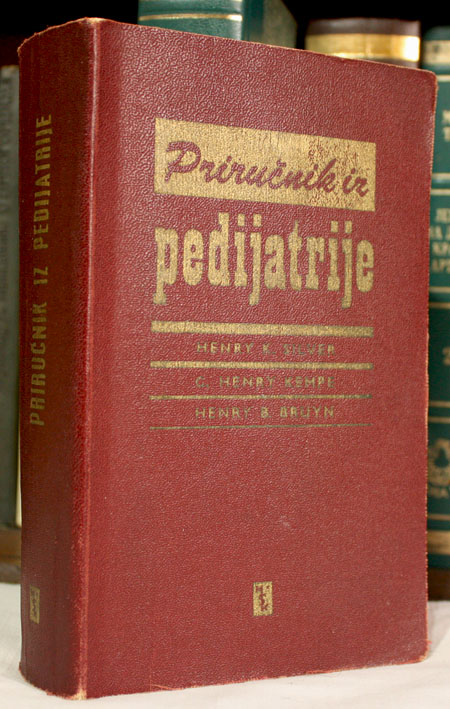 PRIRUČNIK IZ PEDIJATRIJE
Priručnik iz
pedijatrije
HENRY K. SILVER
C. HENRY KEMPE
HENRY B. BRUYN